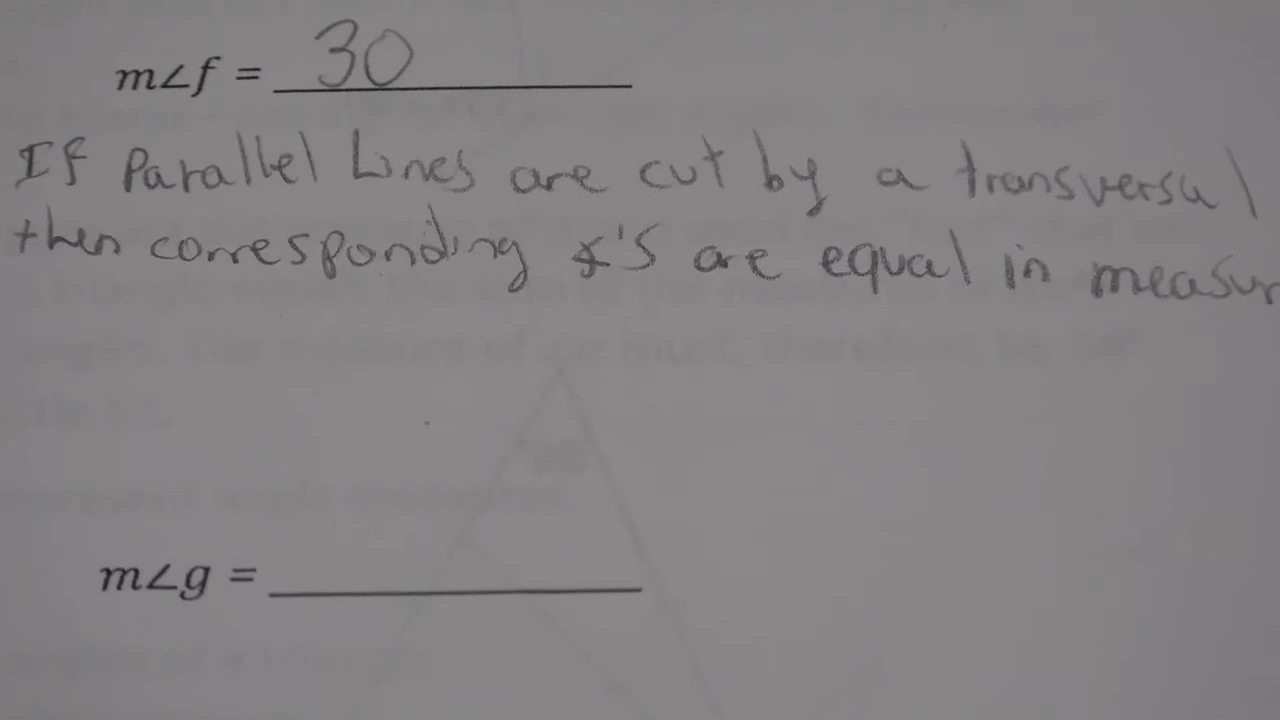 m∠f = 30
If Parallel Lines are cut by a transversal
then corresponding ∡'s are equal in measur
m∠g =